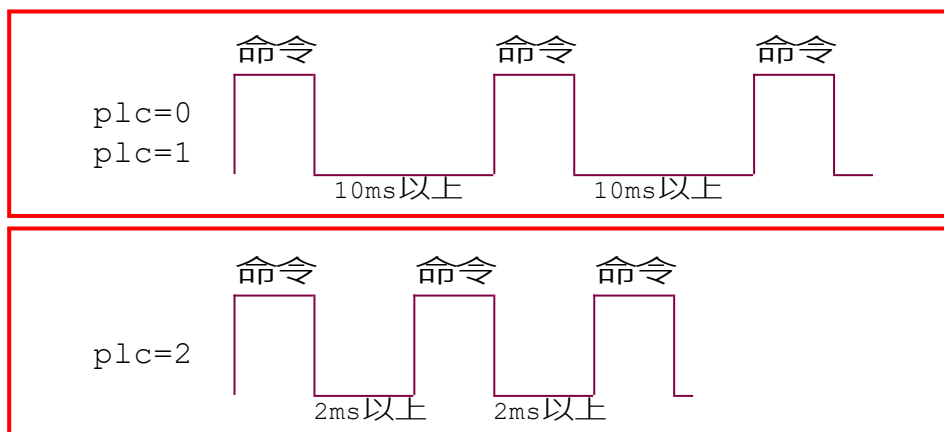 命令 命令 命令
plc=0
plc=1
10ms以上 10ms以上
命令 命令 命令
plc=2
2ms以上 2ms以上